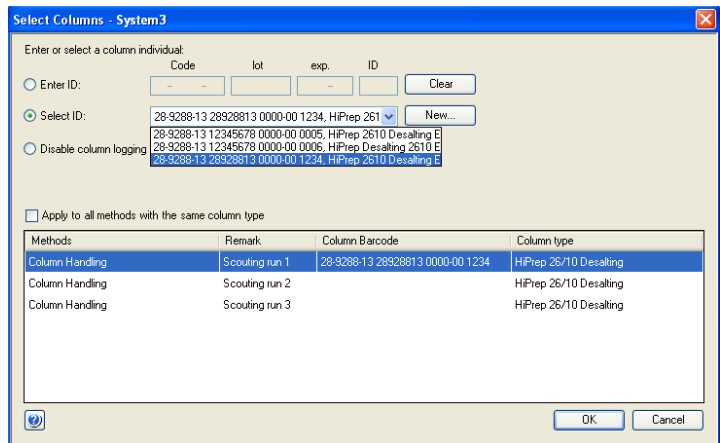 Select Columns - System3
Enter or select a column individual:
Code lot exp. ID
Enter ID: - - - Clear
Select ID: 28-9288-13 28928813 0000-00 1234, HiPrep 261 New...
28-9288-13 12345678 0000-00 0005, HiPrep 2610 Desalting E
Disable column logging 28-9288-13 12345678 0000-00 0006, HiPrep Desalting 2610 E
28-9288-13 28928813 0000-00 1234, HiPrep 2610 Desalting E
Apply to all methods with the same column type
Methods Remark Column Barcode Column type
Column Handling Scouting run 1 28-9288-13 28928813 0000-00 1234 HiPrep 26/10 Desalting
Column Handling Scouting run 2 HiPrep 26/10 Desalting
Column Handling Scouting run 3 HiPrep 26/10 Desalting
OK Cancel